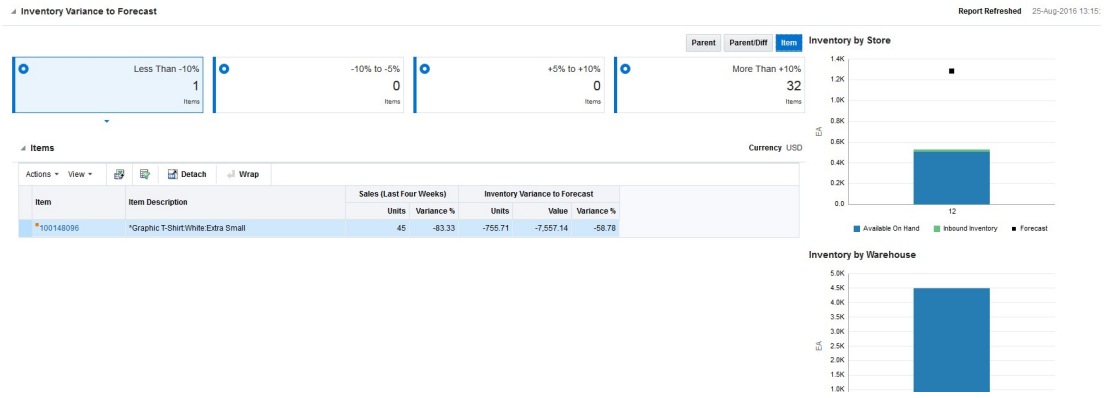 Inventory Variance to Forecast
Report Refreshed 25-Aug-2016 13:15:
Parent Parent/Diff Item
Less Than -10%
1
Items
-10% to -5%
0
Items
+5% to +10%
0
Items
More Than +10%
32
Items
Items
Currency USD
Actions View Detach Wrap
Item Item Description Sales (Last Four Weeks) Inventory Variance to Forecast
Units Variance % Units Value Variance %
100148096 *Graphic T-Shirt:White:Extra Small 45 -83.33 -755.71 -7,557.14 -58.78
Inventory by Store
1.4K
1.2K
1.0K
0.8K
0.6K
0.4K
0.2K
0.0
EA
12
Available On Hand Inbound Inventory Forecast
Inventory by Warehouse
5.0K
4.5K
4.0K
3.5K
3.0K
2.5K
2.0K
1.5K
1.0K
EA